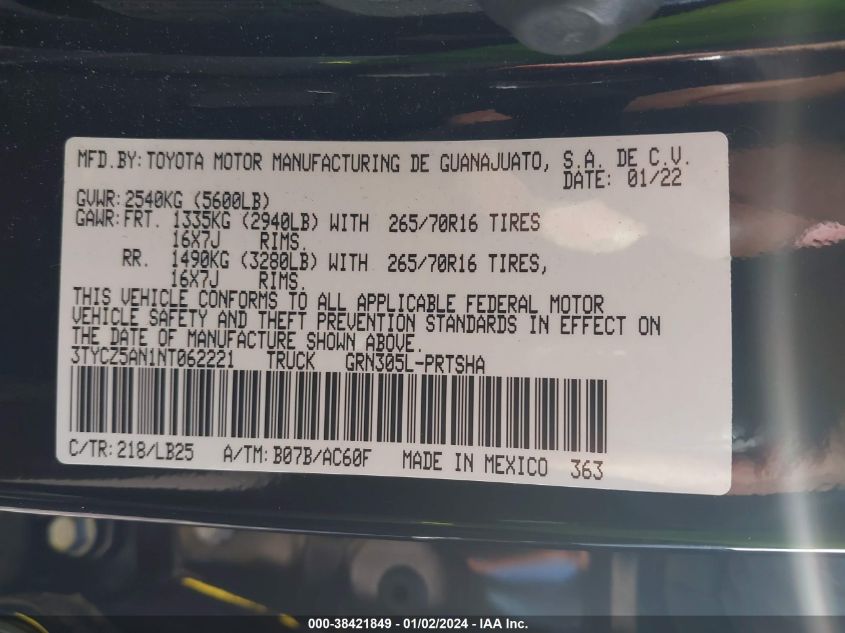 MFD.BY: TOYOTA MOTOR MANUFACTURING DE GUANAJUATO, S.A. DE C.V.
DATE: 01/22
GVWR: 2540KG (5600LB)
GAWR: FRT. 1335KG (2940LB) WITH 265/70R16 TIRES
16X7J RIMS.
RR. 1490KG (3280LB) WITH 265/70R16 TIRES,
16X7J RIMS.
THIS VEHICLE CONFORMS TO ALL APPLICABLE FEDERAL MOTOR
VEHICLE SAFETY AND THEFT PREVENTION STANDARDS IN EFFECT ON
THE DATE OF MANUFACTURE SHOWN ABOVE.
3TYCZ5AN1NT062221 TRUCK GRN305L-PRTSHA
C/TR: 218/LB25 A/TM: B07B/AC60F MADE IN MEXICO 363
000-38421849 | 01/02/2024 - IAA Inc.